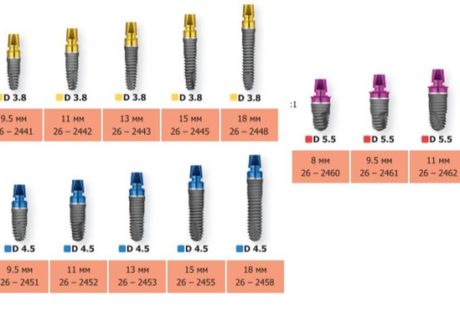 D 3.8 D 3.8 D 3.8 D 3.8 D 3.8
9.5 мм 11 мм 13 мм 15 мм 18 мм
26 – 2441 26 – 2442 26 – 2443 26 – 2445 26 – 2448
:1
D 5.5 D 5.5 D 5.5
8 мм 9.5 мм 11 мм
26 – 2460 26 – 2461 26 – 2462
D 4.5 D 4.5 D 4.5 D 4.5 D 4.5
9.5 мм 11 мм 13 мм 15 мм 18 мм
26 – 2451 26 – 2452 26 – 2453 26 – 2455 26 – 2458